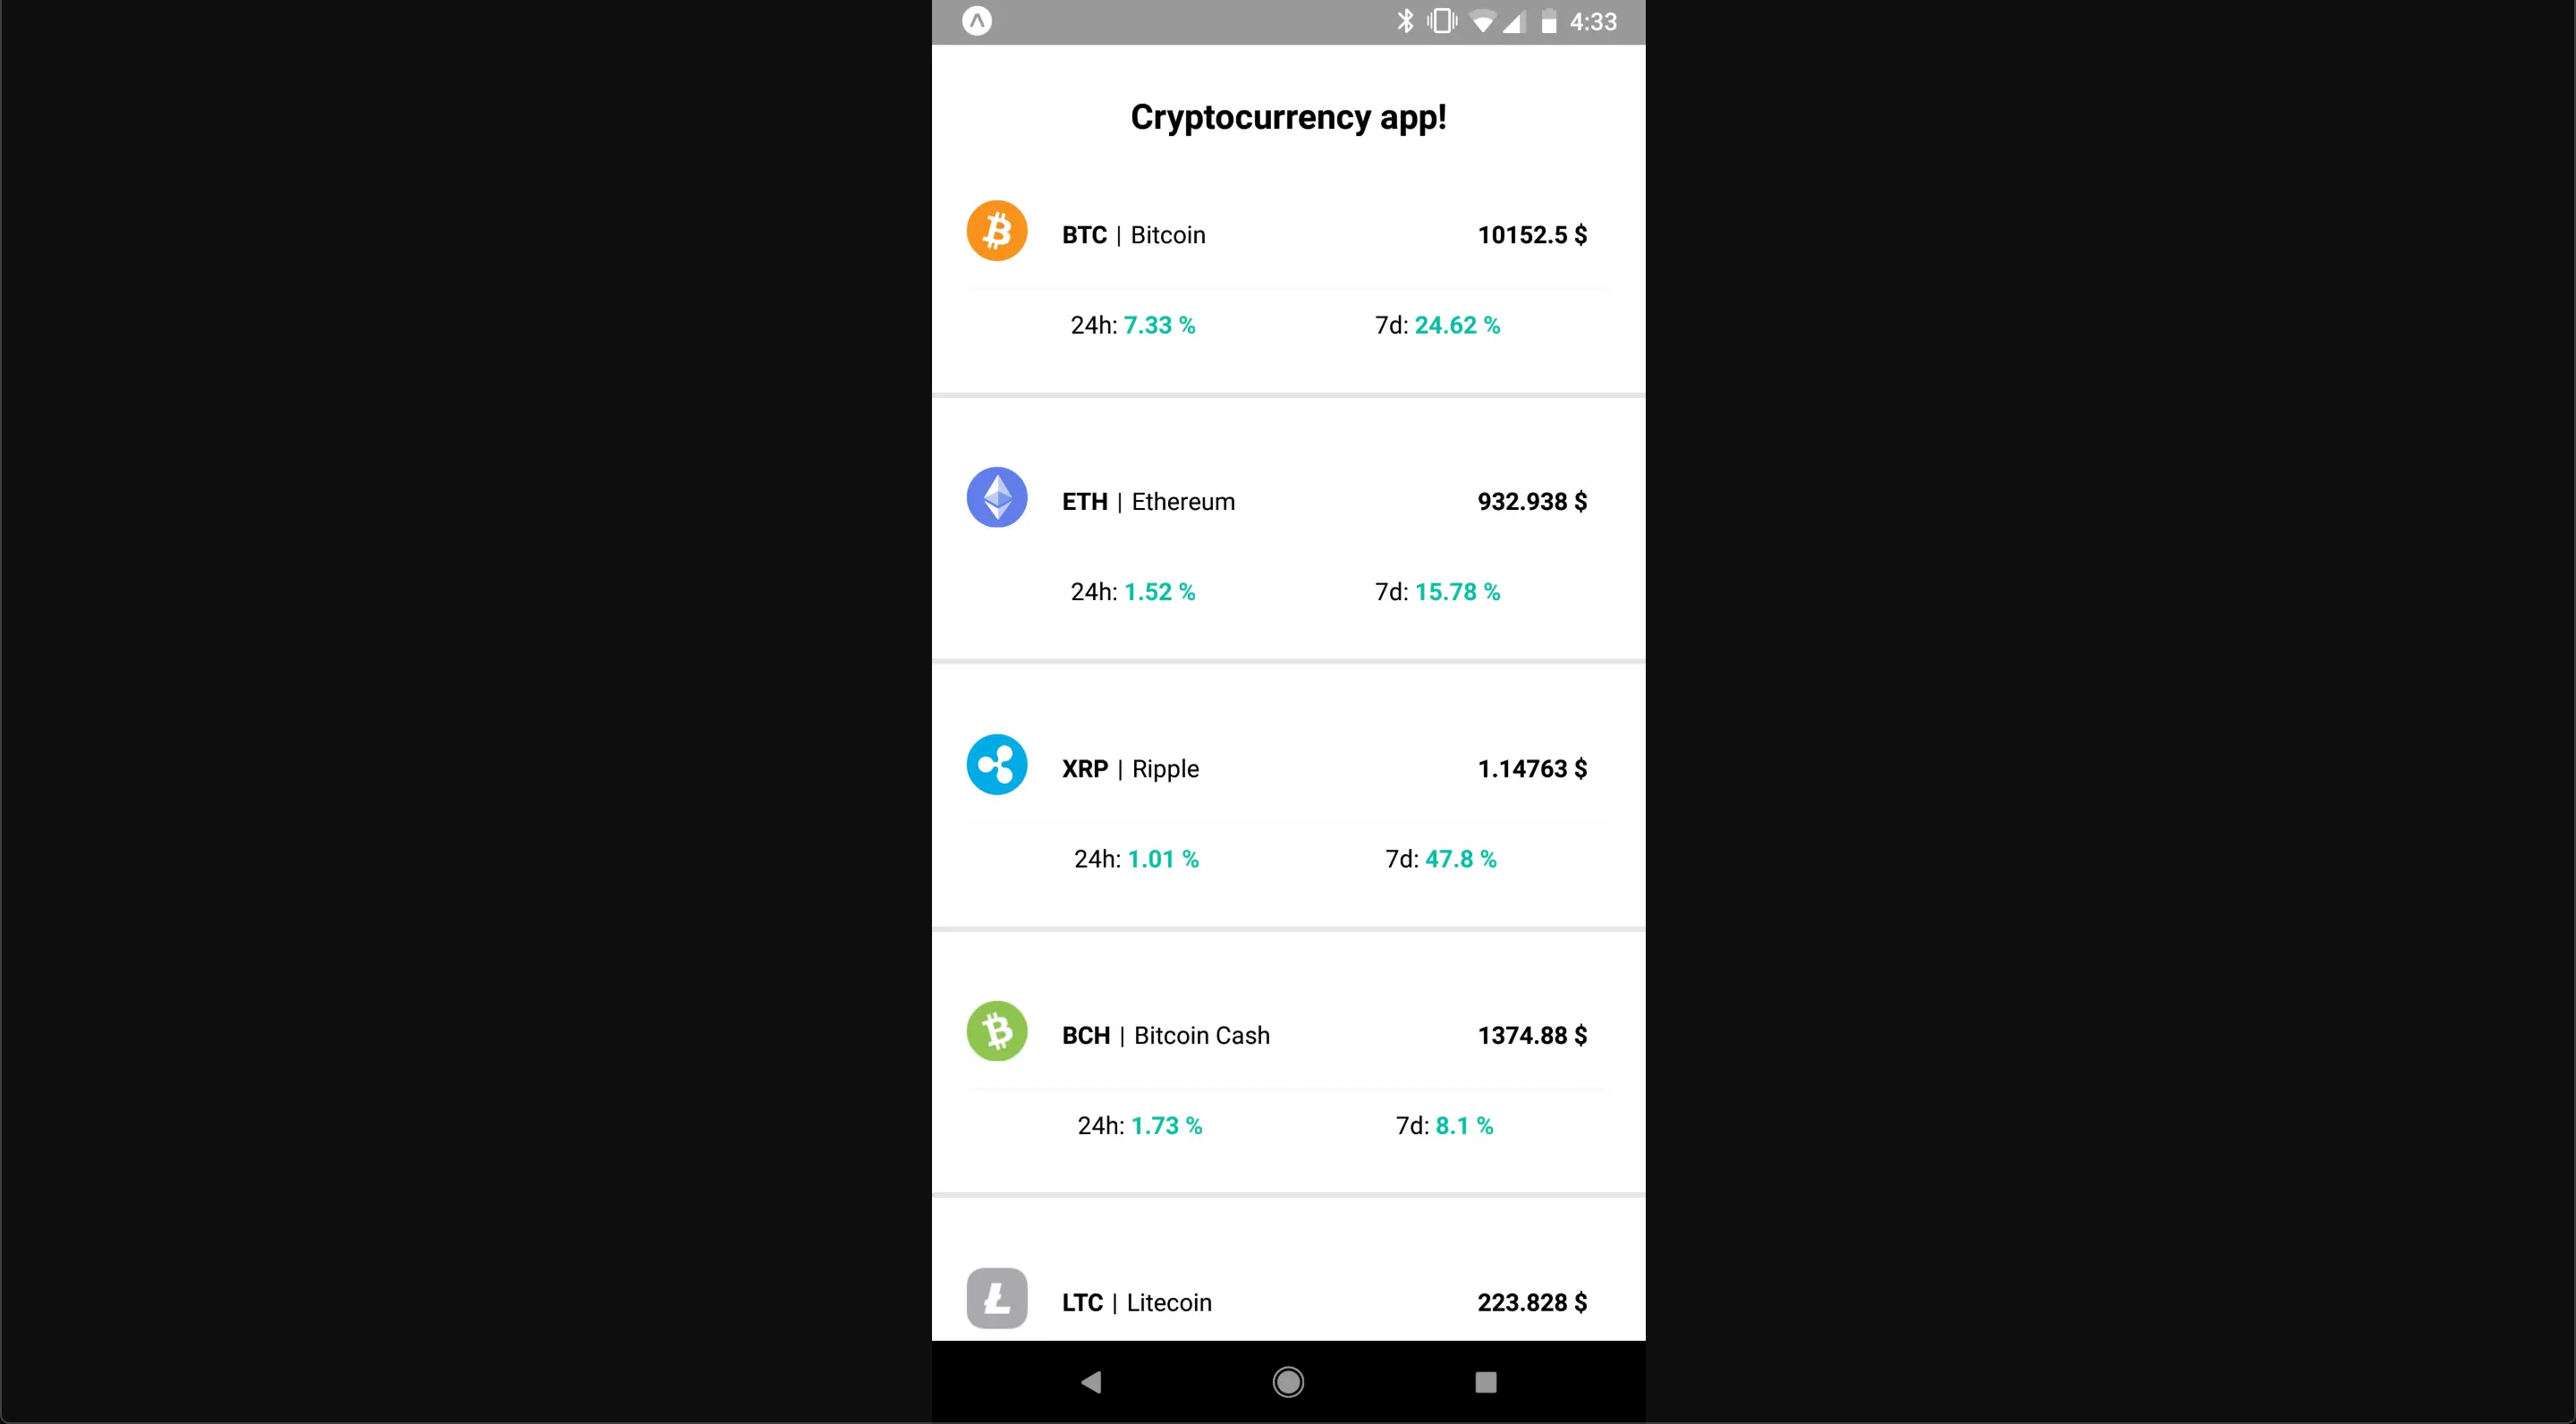 4:33
Cryptocurrency app!
BTC | Bitcoin 10152.5 $
24h: 7.33 % 7d: 24.62 %
ETH | Ethereum 932.938 $
24h: 1.52 % 7d: 15.78 %
XRP | Ripple 1.14763 $
24h: 1.01 % 7d: 47.8 %
BCH | Bitcoin Cash 1374.88 $
24h: 1.73 % 7d: 8.1 %
LTC | Litecoin 223.828 $